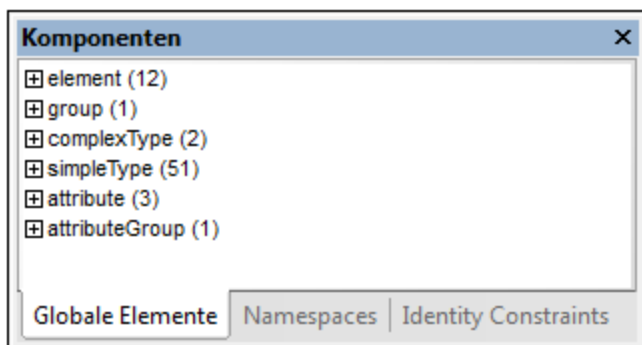 Komponenten
element (12)
group (1)
complexType (2)
simpleType (51)
attribute (3)
attributeGroup (1)
Globale Elemente Namespaces Identity Constraints